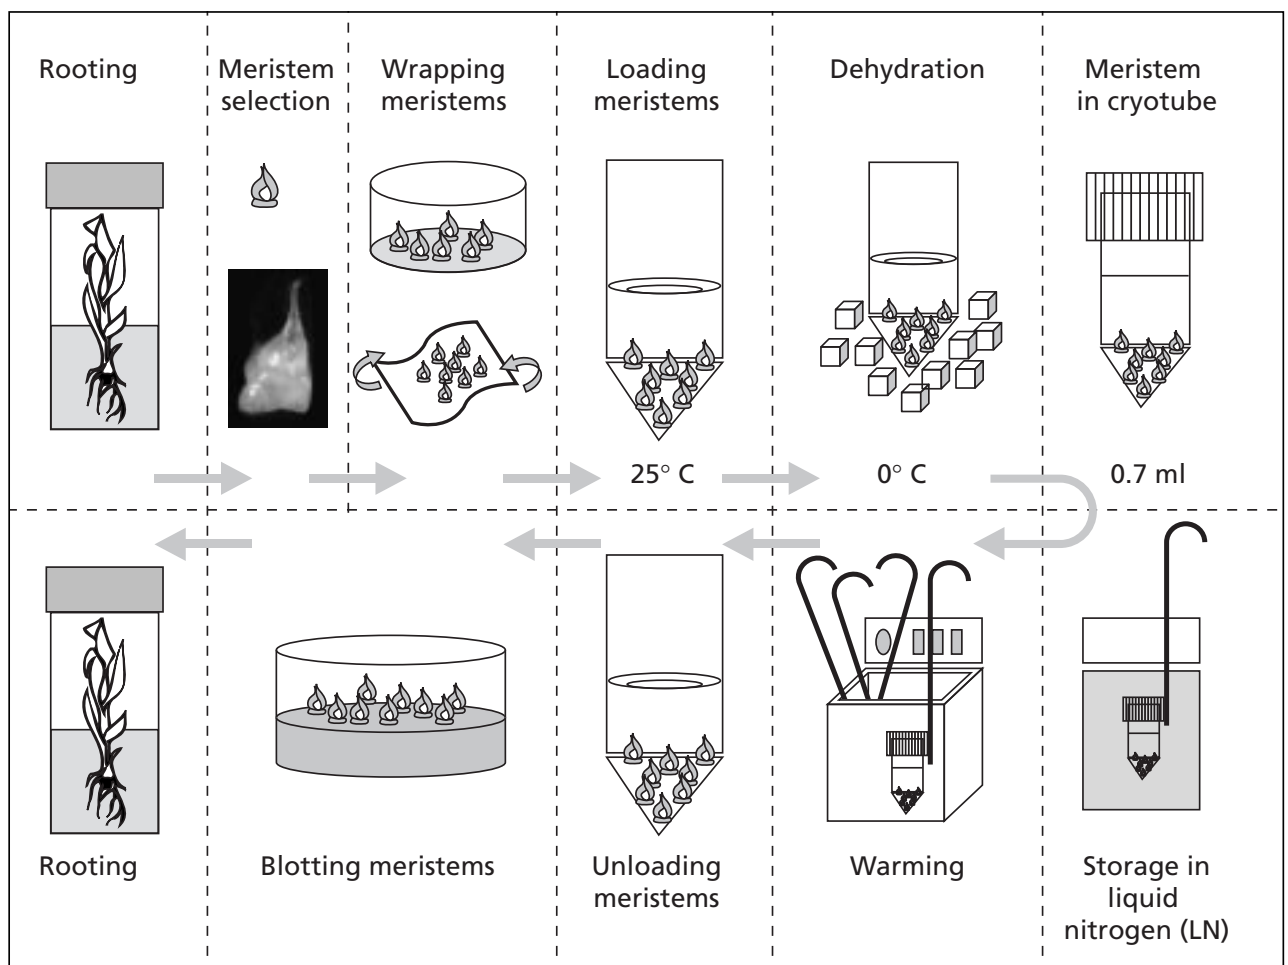 Rooting
Meristem
selection
Wrapping
meristems
Loading
meristems
Dehydration
Meristem
in cryotube
25° C
0° C
0.7 ml
Rooting
Blotting meristems
Unloading
meristems
Warming
Storage in
liquid
nitrogen (LN)